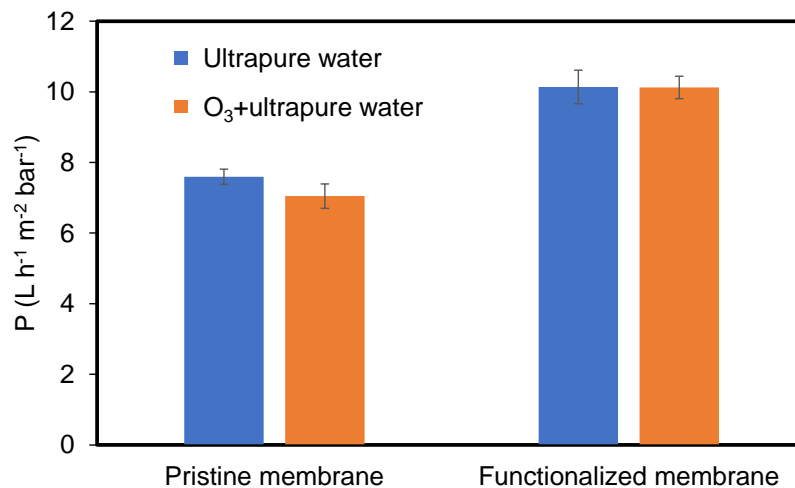 12
10
8
6
4
2
0
P (L h⁻¹ m⁻² bar⁻¹)
Ultrapure water
O₃+ultrapure water
Pristine membrane
Functionalized membrane